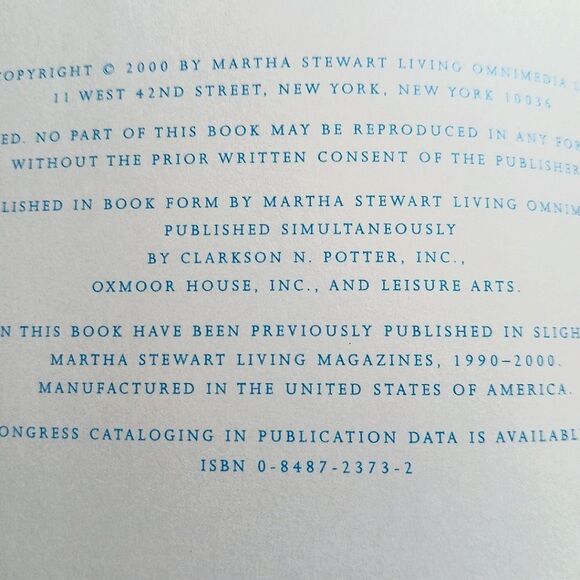 COPYRIGHT © 2000 BY MARTHA STEWART LIVING OMNIMEDIA L
11 WEST 42ND STREET, NEW YORK, NEW YORK 10036
ED. NO PART OF THIS BOOK MAY BE REPRODUCED IN ANY FOR
WITHOUT THE PRIOR WRITTEN CONSENT OF THE PUBLISHER
LISHED IN BOOK FORM BY MARTHA STEWART LIVING OMNIM
PUBLISHED SIMULTANEOUSLY
BY CLARKSON N. POTTER, INC.,
OXMOOR HOUSE, INC., AND LEISURE ARTS.
N THIS BOOK HAVE BEEN PREVIOUSLY PUBLISHED IN SLIGH
MARTHA STEWART LIVING MAGAZINES, 1990–2000.
MANUFACTURED IN THE UNITED STATES OF AMERICA.
ONGRESS CATALOGING IN PUBLICATION DATA IS AVAILABLE
ISBN 0-8487-2373-2